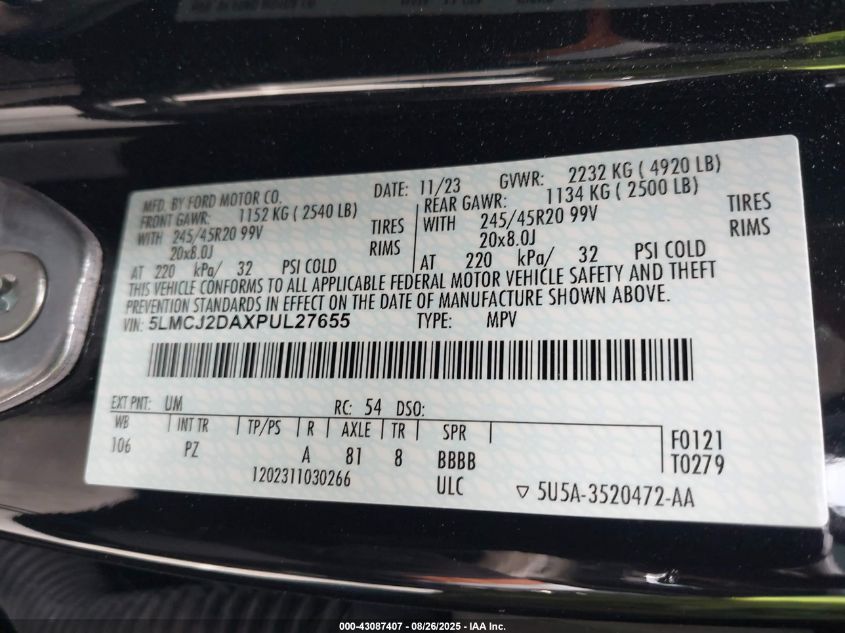 MFD. BY FORD MOTOR CO. DATE: 11/23 GVWR: 2232 KG ( 4920 LB)
FRONT GAWR: 1152 KG ( 2540 LB) REAR GAWR: 1134 KG ( 2500 LB)
WITH 245/45R20 99V TIRES WITH 245/45R20 99V TIRES
20x8.0J RIMS 20x8.0J RIMS
AT 220 kPa/ 32 PSI COLD AT 220 kPa/ 32 PSI COLD
THIS VEHICLE CONFORMS TO ALL APPLICABLE FEDERAL MOTOR VEHICLE SAFETY AND THEFT
PREVENTION STANDARDS IN EFFECT ON THE DATE OF MANUFACTURE SHOWN ABOVE.
VIN: 5LMCJ2DAXPUL27655 TYPE: MPV
EXT PNT: UM RC: 54 DSO:
WB INT TR TP/PS R AXLE TR SPR
106 PZ A 81 8 BBBB
F0121
T0279
1202311030266 ULC ▽ 5U5A-3520472-AA
000-43087407 - 08/26/2025 - IAA Inc.